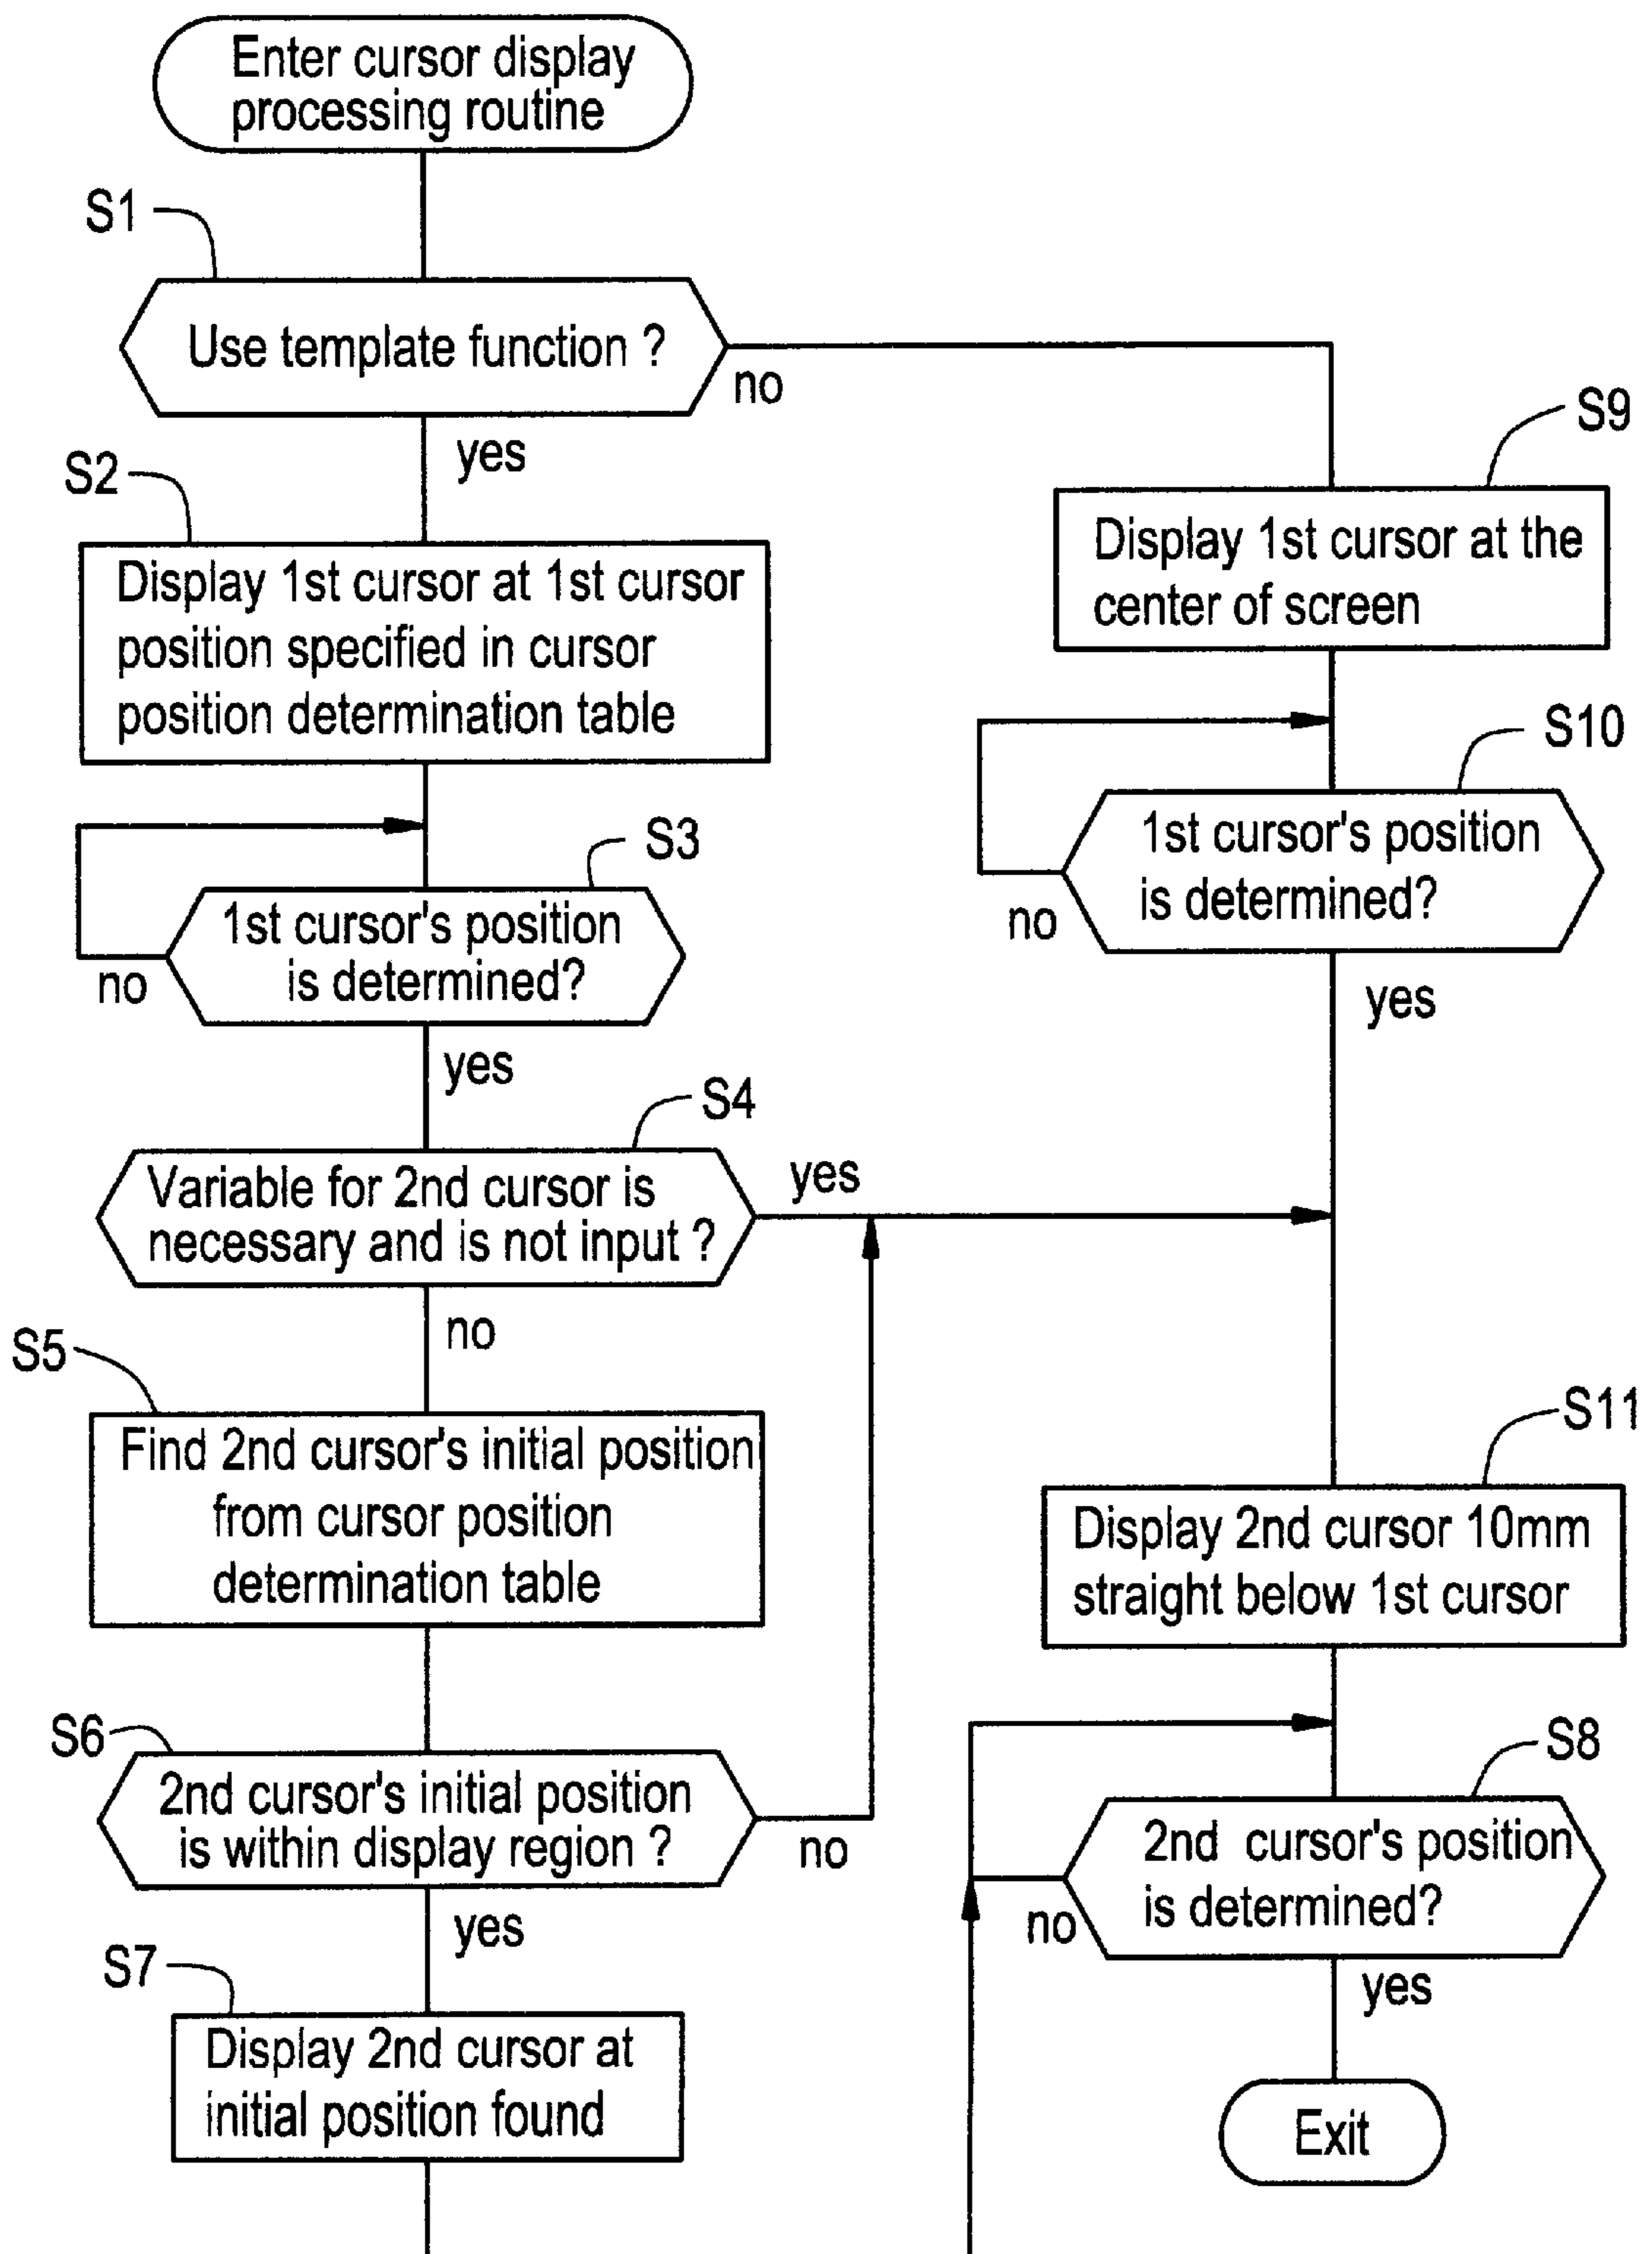 Enter cursor display
processing routine
S1
Use template function ?
no
yes
S2
Display 1st cursor at 1st cursor
position specified in cursor
position determination table
S3
1st cursor's position
is determined?
no
yes
S4
Variable for 2nd cursor is
necessary and is not input ?
yes
no
S5
Find 2nd cursor's initial position
from cursor position
determination table
S6
2nd cursor's initial position
is within display region ?
no
yes
S7
Display 2nd cursor at
initial position found
S9
Display 1st cursor at the
center of screen
S10
1st cursor's position
is determined?
no
yes
S11
Display 2nd cursor 10mm
straight below 1st cursor
S8
2nd cursor's position
is determined?
no
yes
Exit